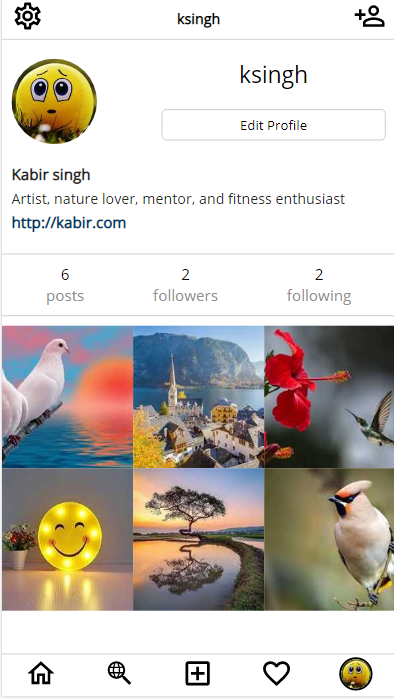 ksingh
ksingh
Edit Profile
Kabir singh
Artist, nature lover, mentor, and fitness enthusiast
http://kabir.com
6 2 2
posts followers following